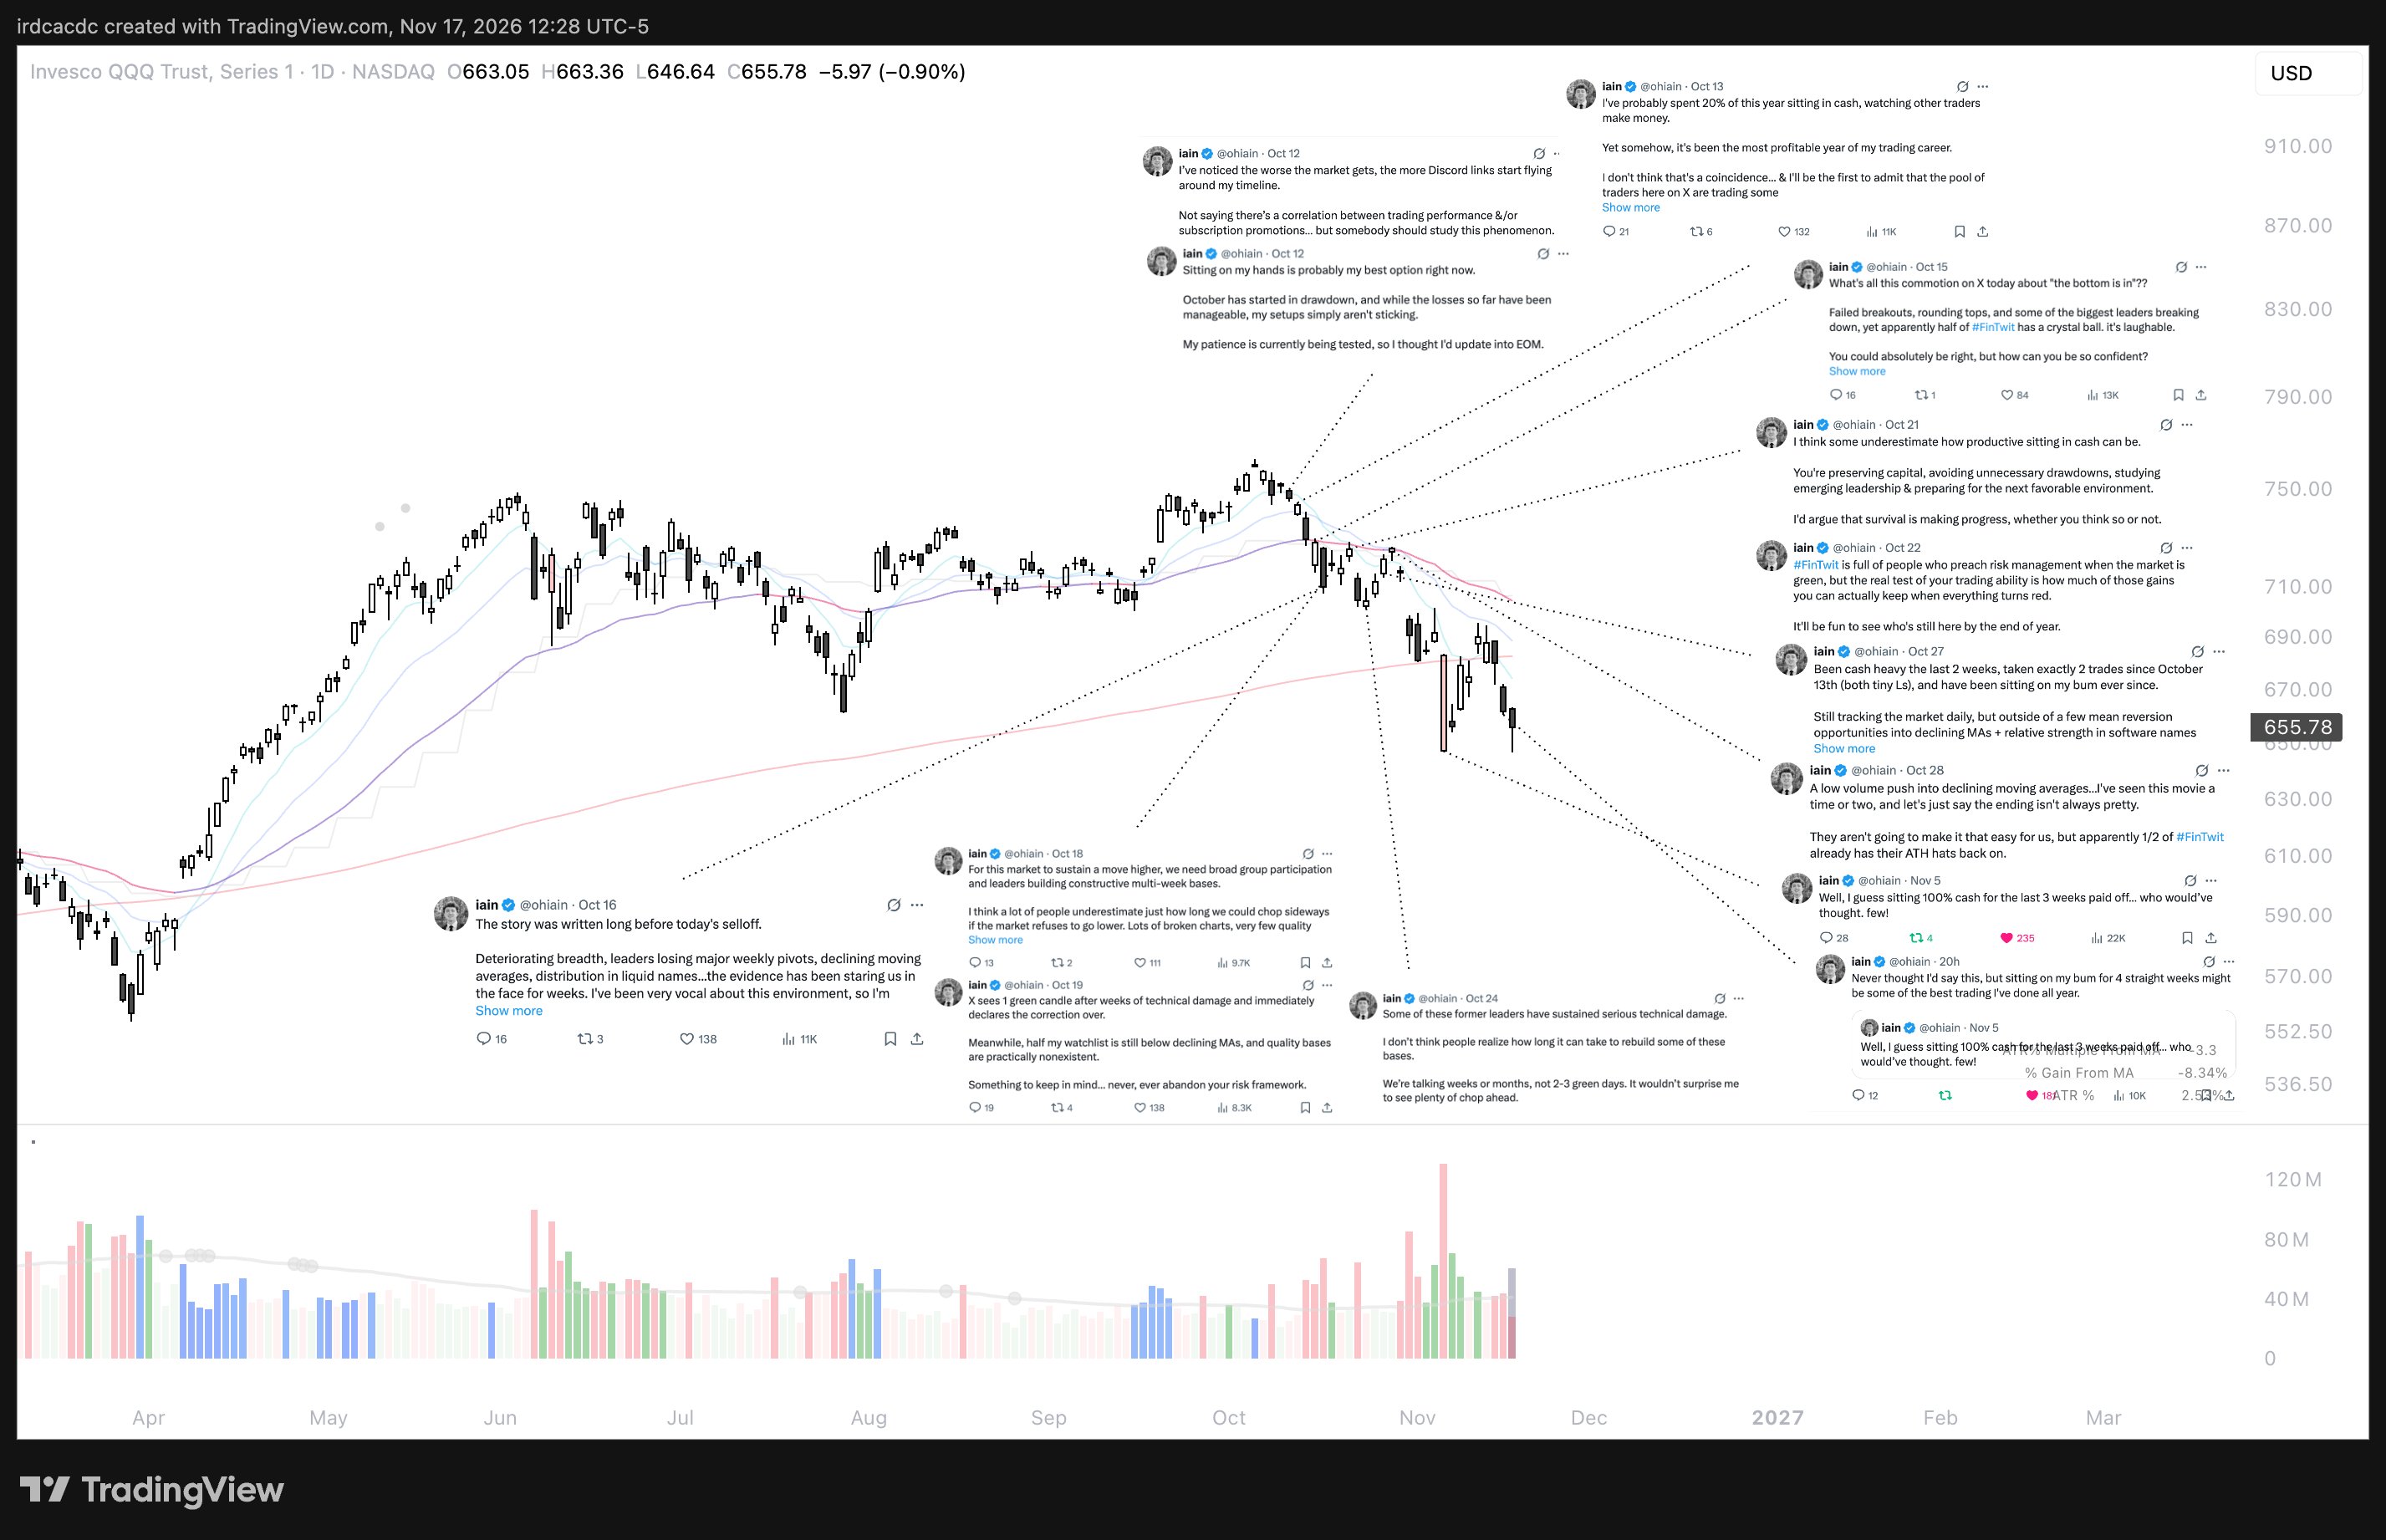 irdcacdc created with TradingView.com, Nov 17, 2026 12:28 UTC-5
Invesco QQQ Trust, Series 1 · 1D · NASDAQ O663.05 H663.36 L646.64 C655.78 −5.97 (−0.90%)
USD
iain @ohiain · Oct 13
I've probably spent 20% of this year sitting in cash, watching other traders
make money.
Yet somehow, it's been the most profitable year of my trading career.
I don't think that's a coincidence... & I'll be the first to admit that the pool of
traders here on X are trading some
Show more
21 6 132 11K
iain @ohiain · Oct 12
I've noticed the worse the market gets, the more Discord links start flying
around my timeline.
Not saying there's a correlation between trading performance &/or
subscription promotions... but somebody should study this phenomenon.
iain @ohiain · Oct 12
Sitting on my hands is probably my best option right now.
October has started in drawdown, and while the losses so far have been
manageable, my setups simply aren't sticking.
My patience is currently being tested, so I thought I'd update into EOM.
iain @ohiain · Oct 15
What's all this commotion on X today about "the bottom is in"??
Failed breakouts, rounding tops, and some of the biggest leaders breaking
down, yet apparently half of #FinTwit has a crystal ball. it's laughable.
You could absolutely be right, but how can you be so confident?
Show more
16 1 84 13K
iain @ohiain · Oct 21
I think some underestimate how productive sitting in cash can be.
You're preserving capital, avoiding unnecessary drawdowns, studying
emerging leadership & preparing for the next favorable environment.
I'd argue that survival is making progress, whether you think so or not.
iain @ohiain · Oct 22
#FinTwit is full of people who preach risk management when the market is
green, but the real test of your trading ability is how much of those gains
you can actually keep when everything turns red.
It'll be fun to see who's still here by the end of year.
iain @ohiain · Oct 27
Been cash heavy the last 2 weeks, taken exactly 2 trades since October
13th (both tiny Ls), and have been sitting on my bum ever since.
Still tracking the market daily, but outside of a few mean reversion
opportunities into declining MAs + relative strength in software names
Show more
iain @ohiain · Oct 28
A low volume push into declining moving averages...I've seen this movie a
time or two, and let's just say the ending isn't always pretty.
They aren't going to make it that easy for us, but apparently 1/2 of #FinTwit
already has their ATH hats back on.
iain @ohiain · Nov 5
Well, I guess sitting 100% cash for the last 3 weeks paid off... who would've
thought. few!
28 4 235 22K
iain @ohiain · 20h
Never thought I'd say this, but sitting on my bum for 4 straight weeks might
be some of the best trading I've done all year.
iain @ohiain · Nov 5
Well, I guess sitting 100% cash for the last 3 weeks paid off... who
would've thought. few!
ATR% Multiple From MA -3.3
% Gain From MA -8.34%
12 10K
ATR %
iain @ohiain · Oct 16
The story was written long before today's selloff.
Deteriorating breadth, leaders losing major weekly pivots, declining moving
averages, distribution in liquid names...the evidence has been staring us in
the face for weeks. I've been very vocal about this environment, so I'm
Show more
16 3 138 11K
iain @ohiain · Oct 18
For this market to sustain a move higher, we need broad group participation
and leaders building constructive multi-week bases.
I think a lot of people underestimate just how long we could chop sideways
if the market refuses to go lower. Lots of broken charts, very few quality
Show more
13 2 111 9.7K
iain @ohiain · Oct 19
X sees 1 green candle after weeks of technical damage and immediately
declares the correction over.
Meanwhile, half my watchlist is still below declining MAs, and quality bases
are practically nonexistent.
Something to keep in mind... never, ever abandon your risk framework.
19 4 138 8.3K
iain @ohiain · Oct 24
Some of these former leaders have sustained serious technical damage.
I don't think people realize how long it can take to rebuild some of these
bases.
We're talking weeks or months, not 2-3 green days. It wouldn't surprise me
to see plenty of chop ahead.
910.00
870.00
830.00
790.00
750.00
710.00
690.00
670.00
655.78
650.00
630.00
610.00
590.00
570.00
552.50
536.50
120 M
80 M
40 M
0
Apr May Jun Jul Aug Sep Oct Nov Dec 2027 Feb Mar
TradingView